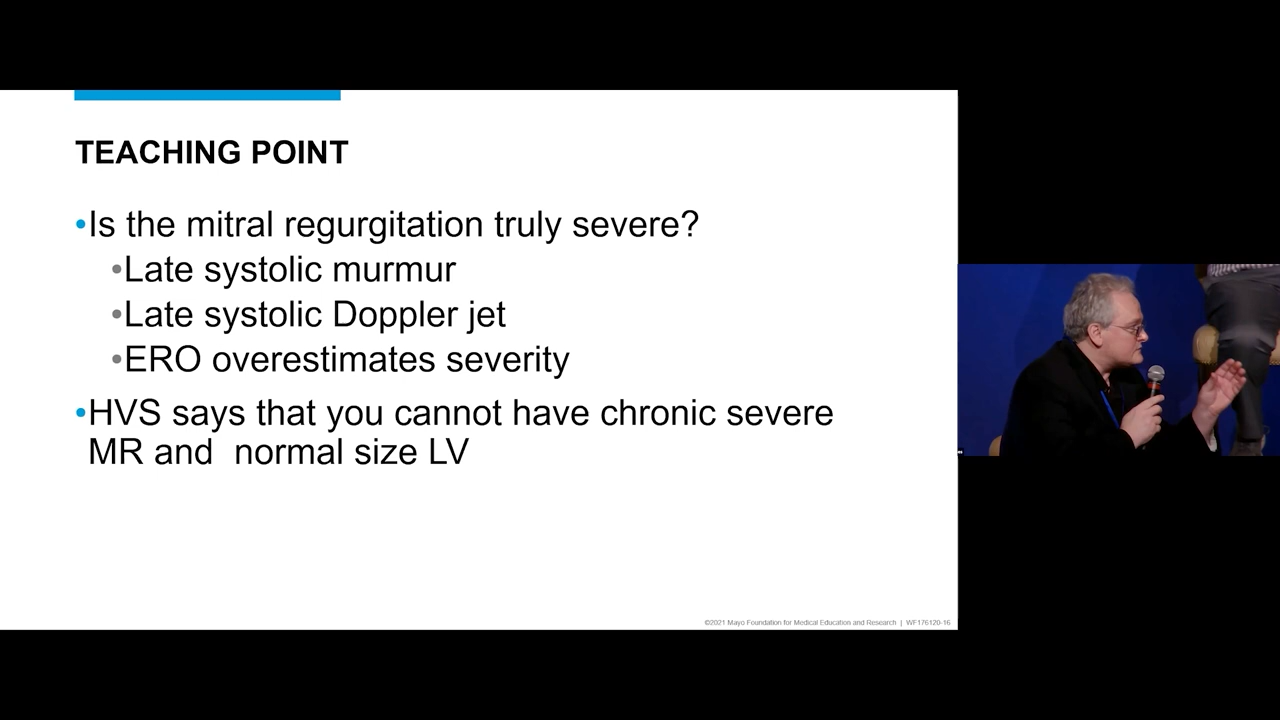 TEACHING POINT
•Is the mitral regurgitation truly severe?
•Late systolic murmur
•Late systolic Doppler jet
•ERO overestimates severity
•HVS says that you cannot have chronic severe
MR and  normal size LV
©2021 Mayo Foundation for Medical Education and Research | WF176120-16